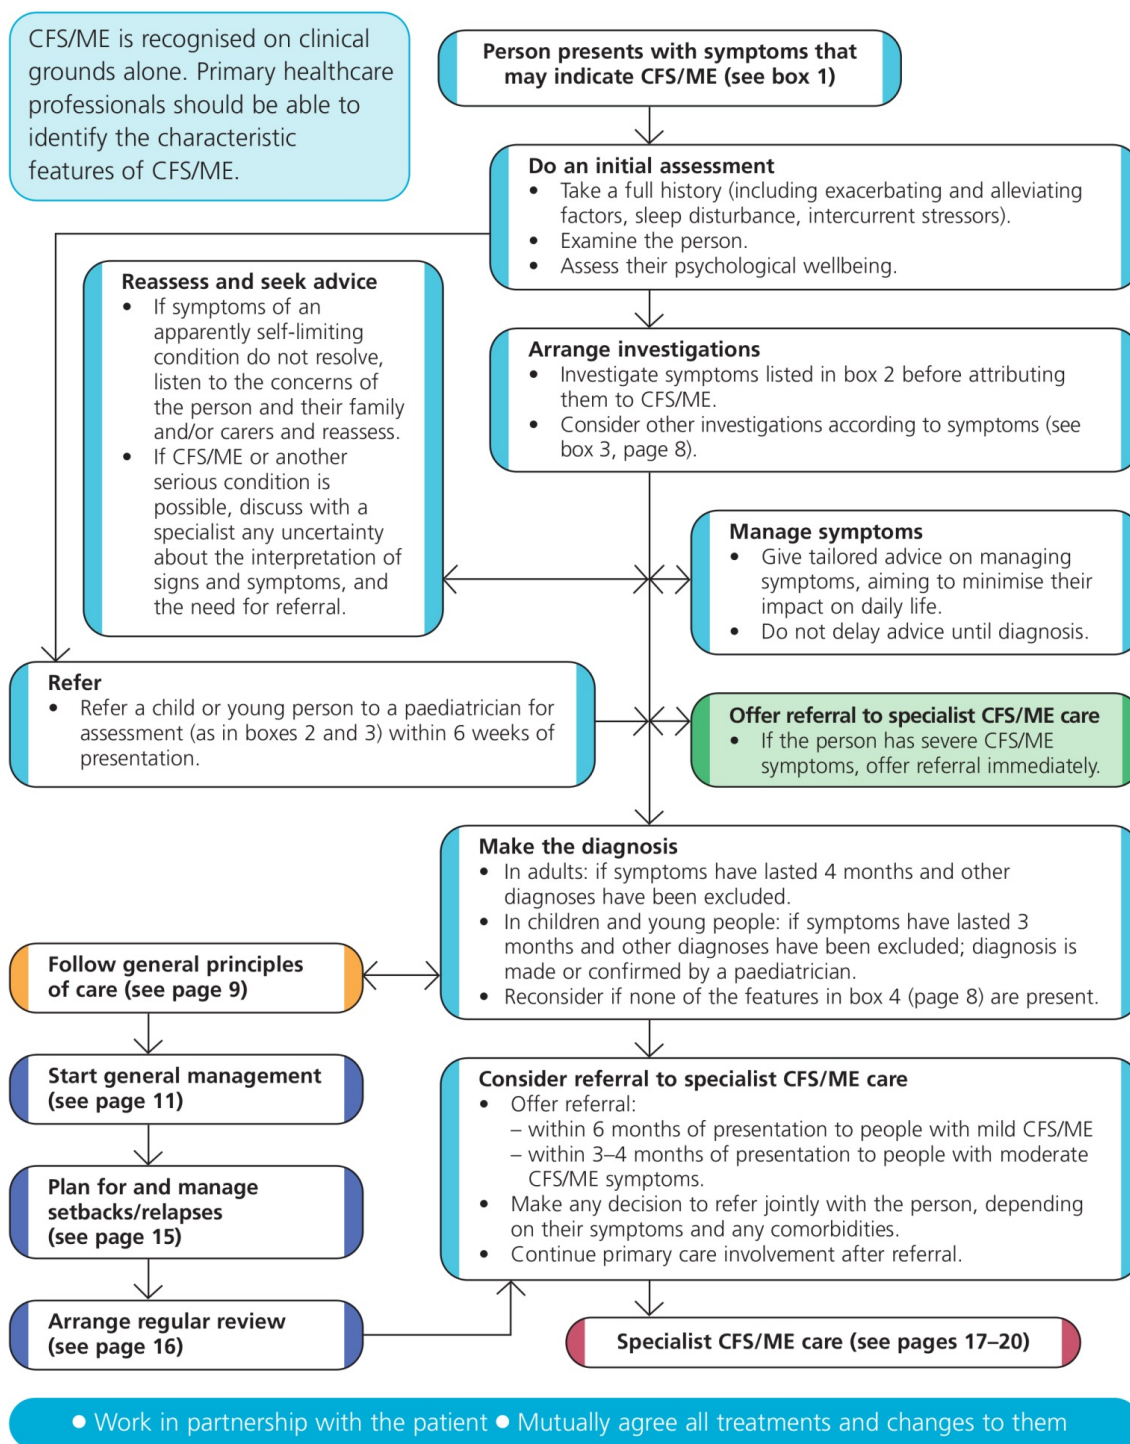 CFS/ME is recognised on clinical
grounds alone. Primary healthcare
professionals should be able to
identify the characteristic
features of CFS/ME.
Person presents with symptoms that
may indicate CFS/ME (see box 1)
Do an initial assessment
• Take a full history (including exacerbating and alleviating
factors, sleep disturbance, intercurrent stressors).
• Examine the person.
• Assess their psychological wellbeing.
Reassess and seek advice
• If symptoms of an
apparently self-limiting
condition do not resolve,
listen to the concerns of
the person and their family
and/or carers and reassess.
• If CFS/ME or another
serious condition is
possible, discuss with a
specialist any uncertainty
about the interpretation of
signs and symptoms, and
the need for referral.
Arrange investigations
• Investigate symptoms listed in box 2 before attributing
them to CFS/ME.
• Consider other investigations according to symptoms (see
box 3, page 8).
Manage symptoms
• Give tailored advice on managing
symptoms, aiming to minimise their
impact on daily life.
• Do not delay advice until diagnosis.
Refer
• Refer a child or young person to a paediatrician for
assessment (as in boxes 2 and 3) within 6 weeks of
presentation.
Offer referral to specialist CFS/ME care
• If the person has severe CFS/ME
symptoms, offer referral immediately.
Make the diagnosis
• In adults: if symptoms have lasted 4 months and other
diagnoses have been excluded.
• In children and young people: if symptoms have lasted 3
months and other diagnoses have been excluded; diagnosis is
made or confirmed by a paediatrician.
• Reconsider if none of the features in box 4 (page 8) are present.
Follow general principles
of care (see page 9)
Start general management
(see page 11)
Plan for and manage
setbacks/relapses
(see page 15)
Arrange regular review
(see page 16)
Consider referral to specialist CFS/ME care
• Offer referral:
– within 6 months of presentation to people with mild CFS/ME
– within 3–4 months of presentation to people with moderate
CFS/ME symptoms.
• Make any decision to refer jointly with the person, depending
on their symptoms and any comorbidities.
• Continue primary care involvement after referral.
Specialist CFS/ME care (see pages 17–20)
● Work in partnership with the patient ● Mutually agree all treatments and changes to them